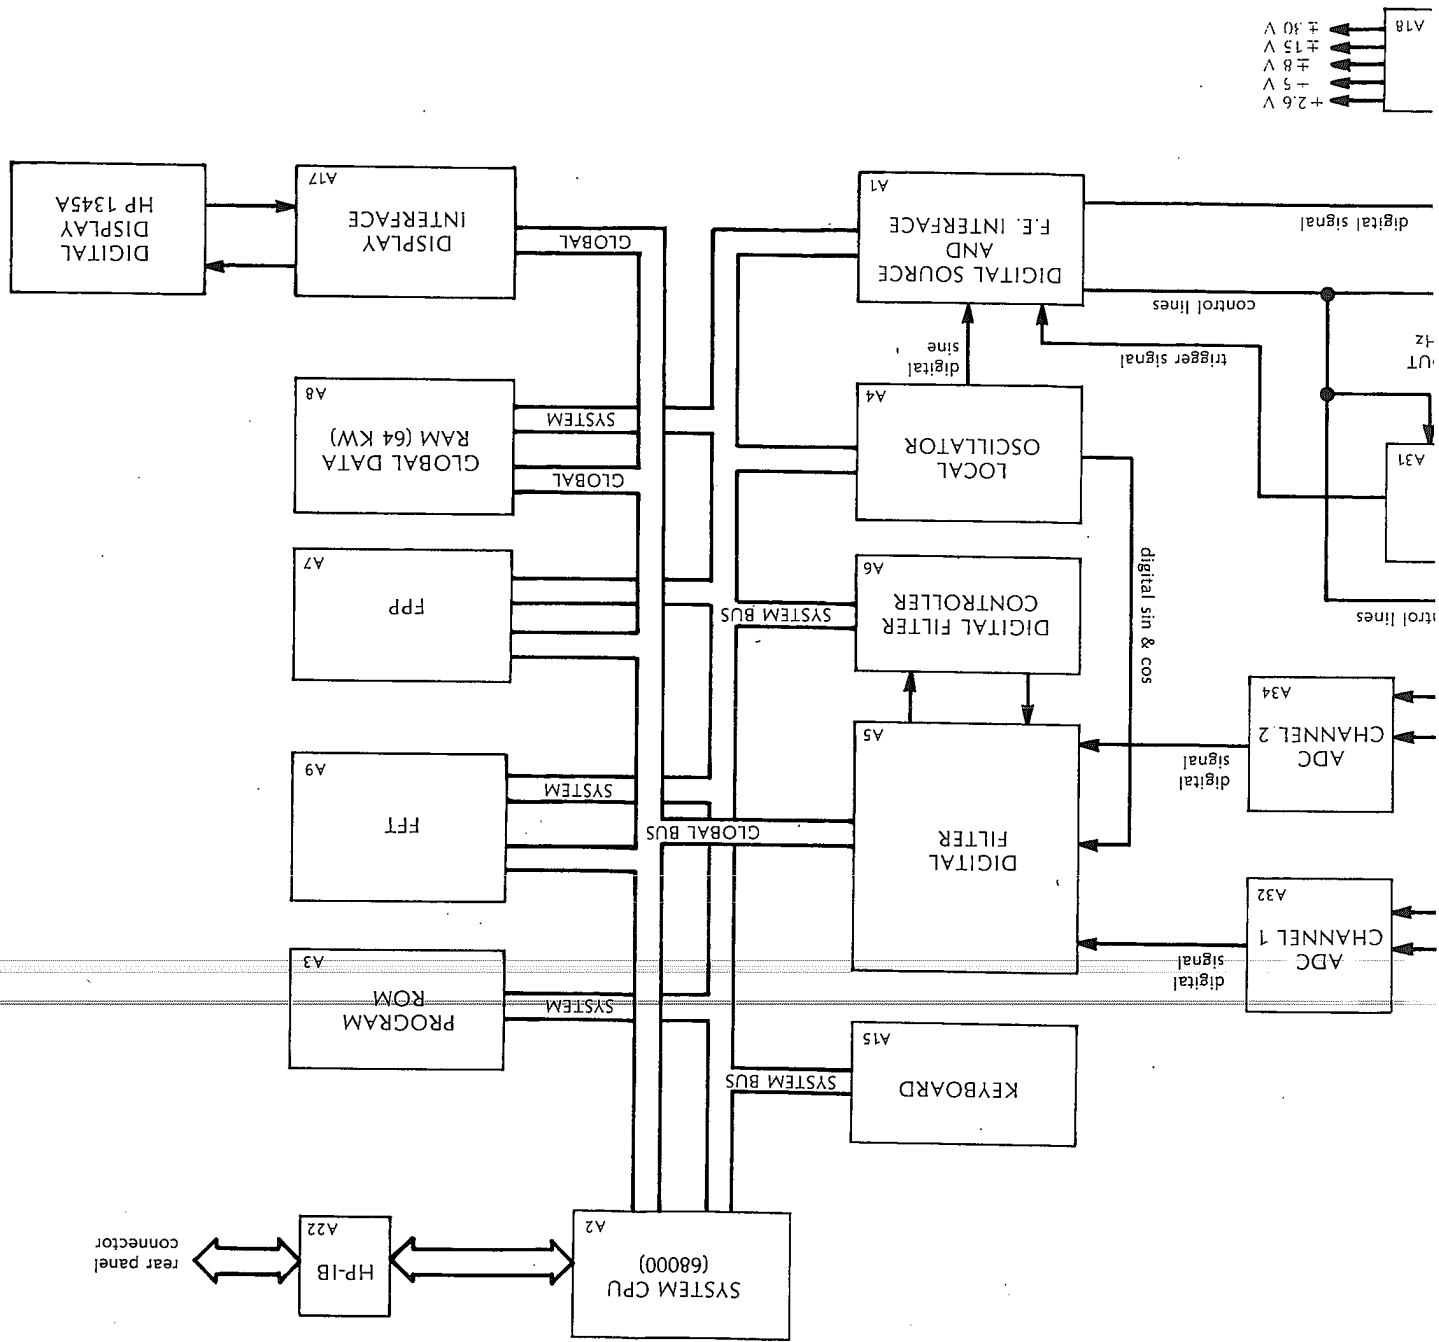 SYSTEM CPU
(68000)
A2
HP-IB
A22
rear panel
connector
KEYBOARD
A15
SYSTEM BUS
PROGRAM
ROM
A3
SYSTEM
ADC
CHANNEL 1
A32
digital
signal
DIGITAL
FILTER
A5
GLOBAL BUS
FFT
A9
SYSTEM
ADC
CHANNEL 2
A34
digital
signal
digital sin & cos
DIGITAL FILTER
CONTROLLER
A6
SYSTEM BUS
FPP
A7
ntrol lines
A31
UT
Hz
trigger signal
LOCAL
OSCILLATOR
A4
digital
sine
GLOBAL
GLOBAL DATA
RAM (64 KW)
A8
SYSTEM
control lines
digital signal
DIGITAL SOURCE
AND
F.E. INTERFACE
A1
GLOBAL
DISPLAY
INTERFACE
A17
DIGITAL
DISPLAY
HP 1345A
A18
+2.6 V
+5 V
±8 V
±15 V
±30 V